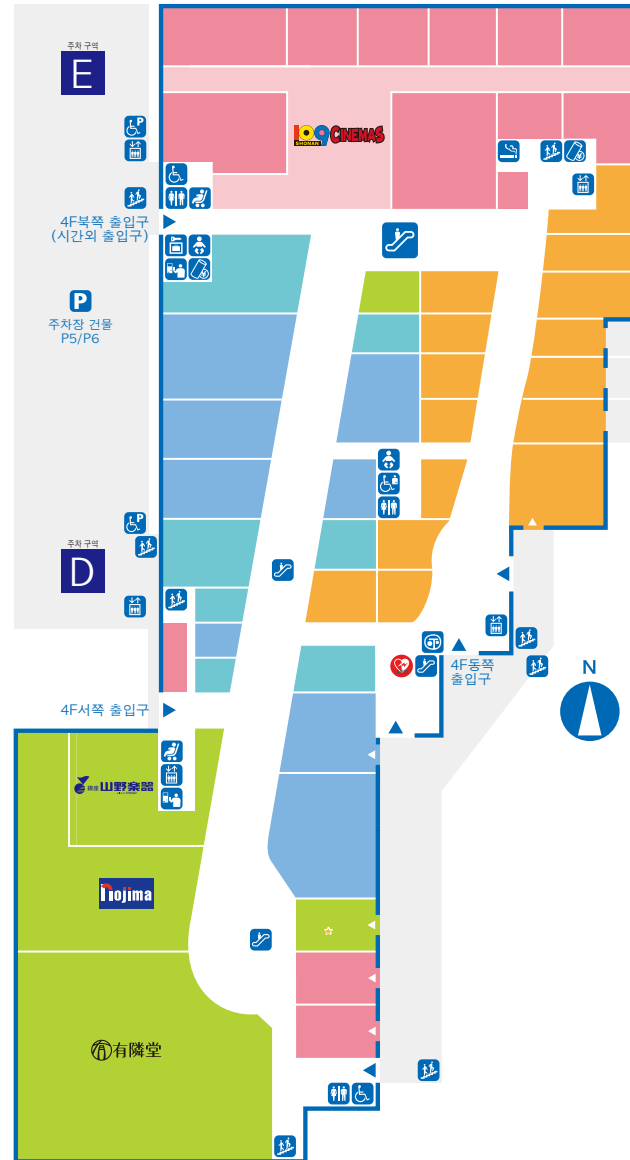 주차 구역
E
P
109 CINEMAS
SHONAN
4F북쪽 출입구
(시간외 출입구)
P
주차장 건물
P5/P6
P
주차 구역
D
4F동쪽
출입구
N
4F서쪽 출입구
銀座 山野楽器
nojima
有隣堂